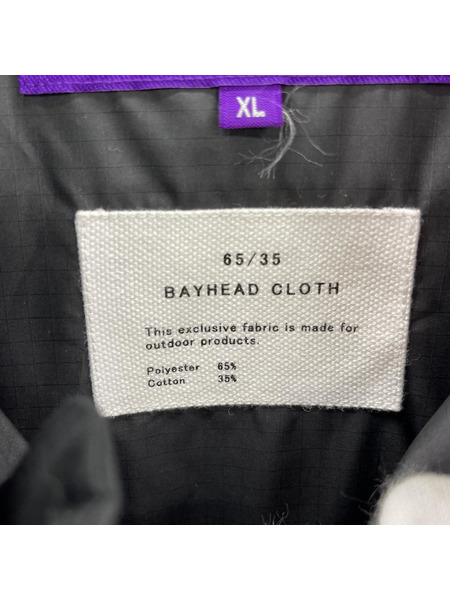 XL
65/35
BAYHEAD CLOTH
This exclusive fabric is made for
outdoor products.
Polyester 65%
Cotton 35%